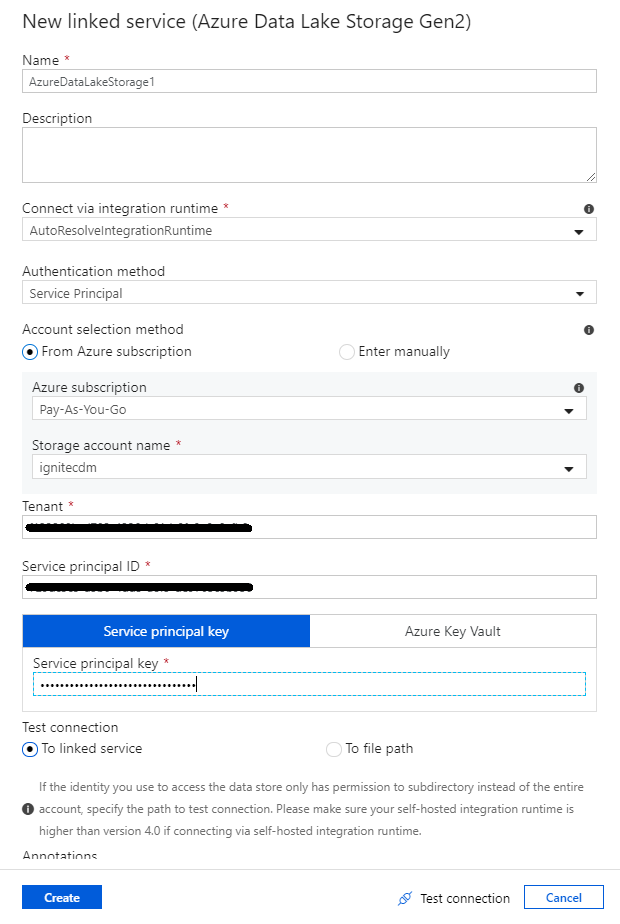 New linked service (Azure Data Lake Storage Gen2)
Name *
AzureDataLakeStorage1
Description
Connect via integration runtime *
AutoResolveIntegrationRuntime
Authentication method
Service Principal
Account selection method
From Azure subscription
Enter manually
Azure subscription
Pay-As-You-Go
Storage account name *
ignitecdm
Tenant *
Service principal ID *
Service principal key
Azure Key Vault
Service principal key *
Test connection
To linked service
To file path
If the identity you use to access the data store only has permission to subdirectory instead of the entire
account, specify the path to test connection. Please make sure your self-hosted integration runtime is
higher than version 4.0 if connecting via self-hosted integration runtime.
Annotations
Create
Test connection
Cancel